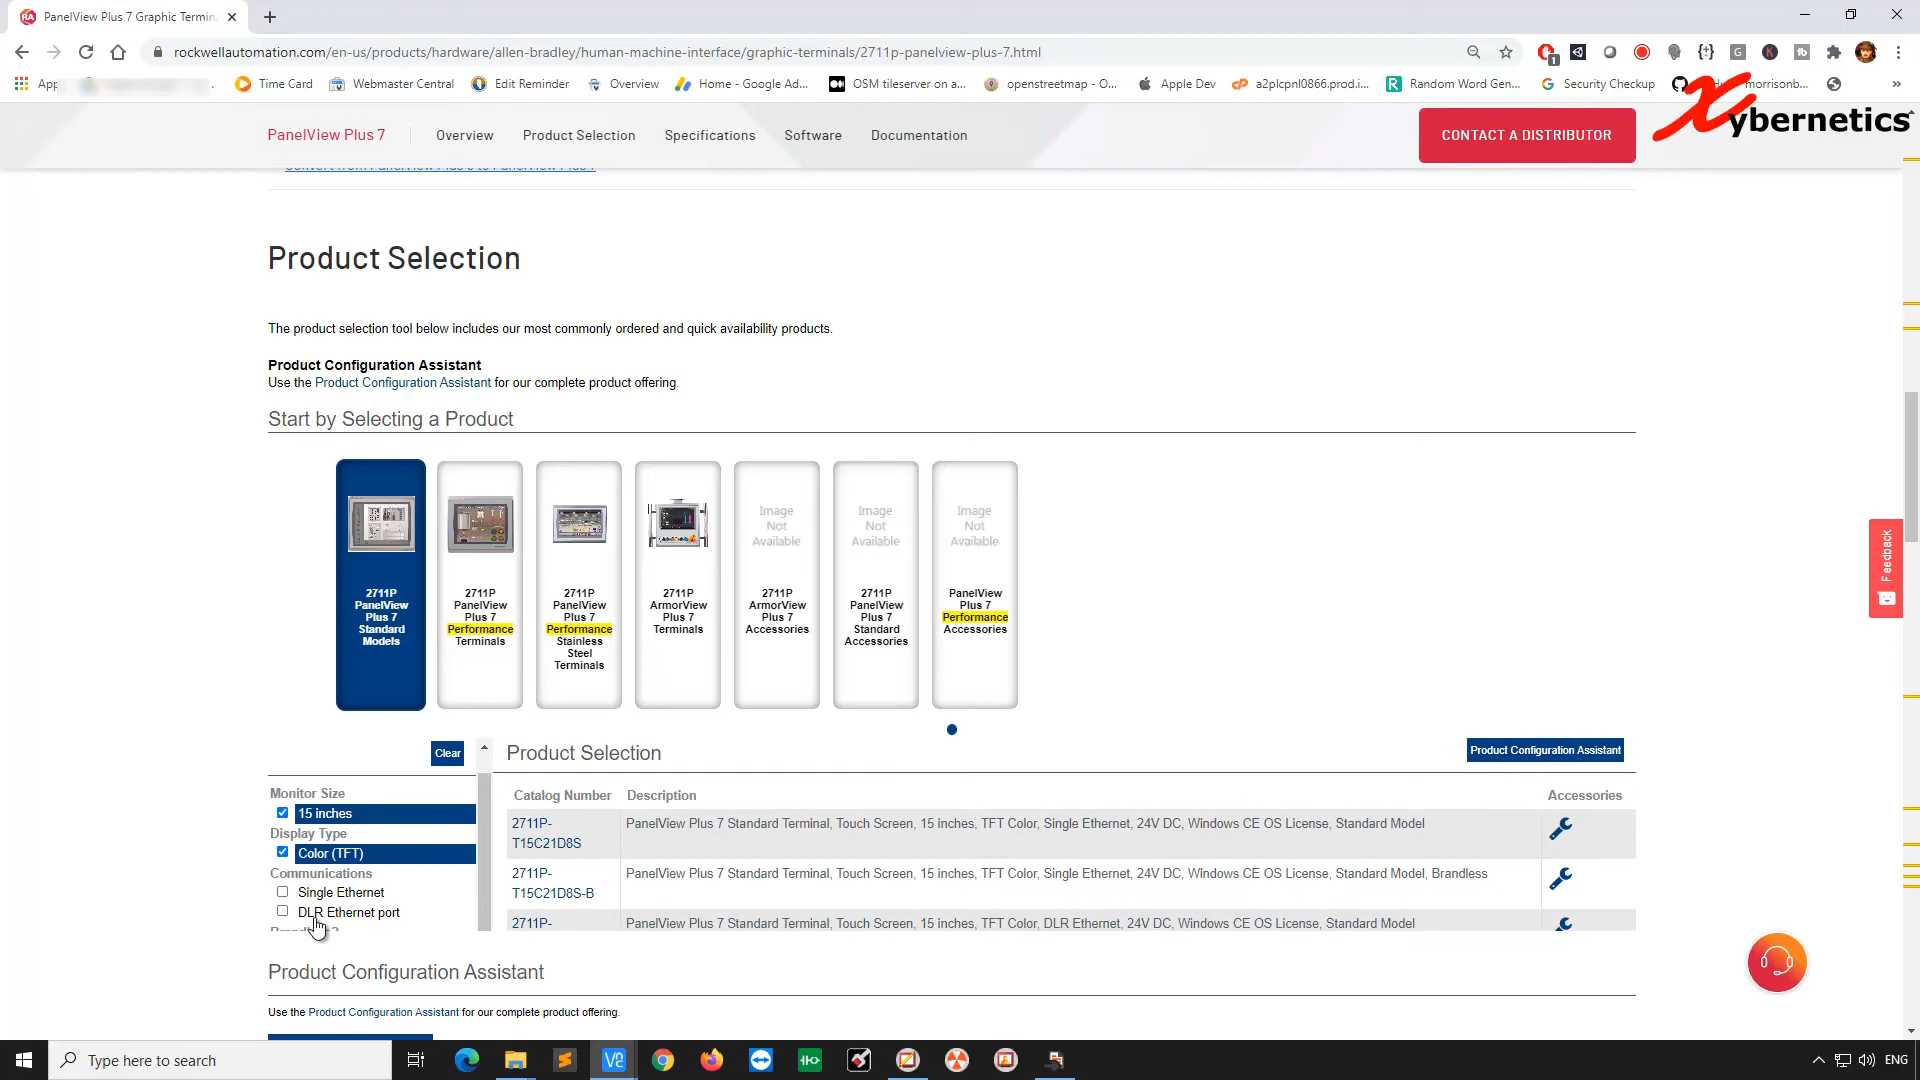 PanelView Plus 7 Graphic Termin
rockwellautomation.com/en-us/products/hardware/allen-bradley/human-machine-interface/graphic-terminals/2711p-panelview-plus-7.html
App
Time Card
Webmaster Central
Edit Reminder
Overview
Home - Google Ad...
OSM tileserver on a...
openstreetmap - O...
Apple Dev
a2plcpnl0866.prod.i...
Random Word Gen...
Security Checkup
morrisonb...
Xybernetics
PanelView Plus 7
Overview
Product Selection
Specifications
Software
Documentation
CONTACT A DISTRIBUTOR
Convert from PanelView Plus 6 to PanelView Plus 7
Product Selection
The product selection tool below includes our most commonly ordered and quick availability products.
Product Configuration Assistant
Use the Product Configuration Assistant for our complete product offering.
Start by Selecting a Product
2711P
PanelView
Plus 7
Standard
Models
2711P
PanelView
Plus 7
Performance
Terminals
2711P
PanelView
Plus 7
Performance
Stainless
Steel
Terminals
2711P
ArmorView
Plus 7
Terminals
Image
Not
Available
2711P
ArmorView
Plus 7
Accessories
Image
Not
Available
2711P
PanelView
Plus 7
Standard
Accessories
Image
Not
Available
PanelView
Plus 7
Performance
Accessories
Feedback
Clear
Monitor Size
15 inches
Display Type
Color (TFT)
Communications
Single Ethernet
DLR Ethernet port
Product Selection
Product Configuration Assistant
Catalog Number Description Accessories
2711P-
T15C21D8S
PanelView Plus 7 Standard Terminal, Touch Screen, 15 inches, TFT Color, Single Ethernet, 24V DC, Windows CE OS License, Standard Model
2711P-
T15C21D8S-B
PanelView Plus 7 Standard Terminal, Touch Screen, 15 inches, TFT Color, Single Ethernet, 24V DC, Windows CE OS License, Standard Model, Brandless
2711P-
PanelView Plus 7 Standard Terminal, Touch Screen, 15 inches, TFT Color, DLR Ethernet, 24V DC, Windows CE OS License, Standard Model
Product Configuration Assistant
Use the Product Configuration Assistant for our complete product offering.
Type here to search
ENG